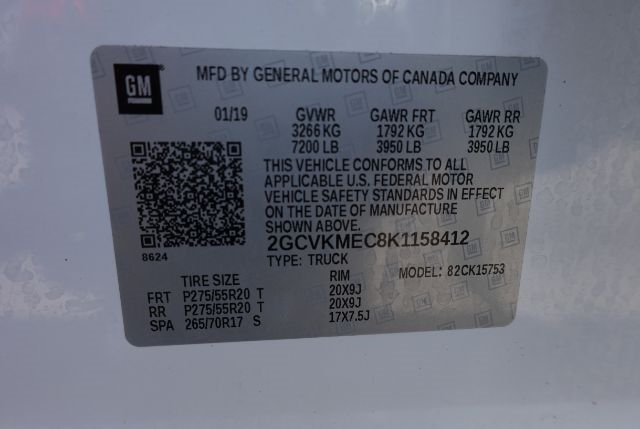 GM
MFD BY GENERAL MOTORS OF CANADA COMPANY
01/19 GVWR GAWR FRT GAWR RR
3266 KG 1792 KG 1792 KG
7200 LB 3950 LB 3950 LB
THIS VEHICLE CONFORMS TO ALL
APPLICABLE U.S. FEDERAL MOTOR
VEHICLE SAFETY STANDARDS IN EFFECT
ON THE DATE OF MANUFACTURE
SHOWN ABOVE.
8624
2GCVKMEC8K1158412
TYPE: TRUCK MODEL: 82CK15753
TIRE SIZE RIM
FRT P275/55R20 T 20X9J
RR P275/55R20 T 20X9J
SPA 265/70R17 S 17X7.5J